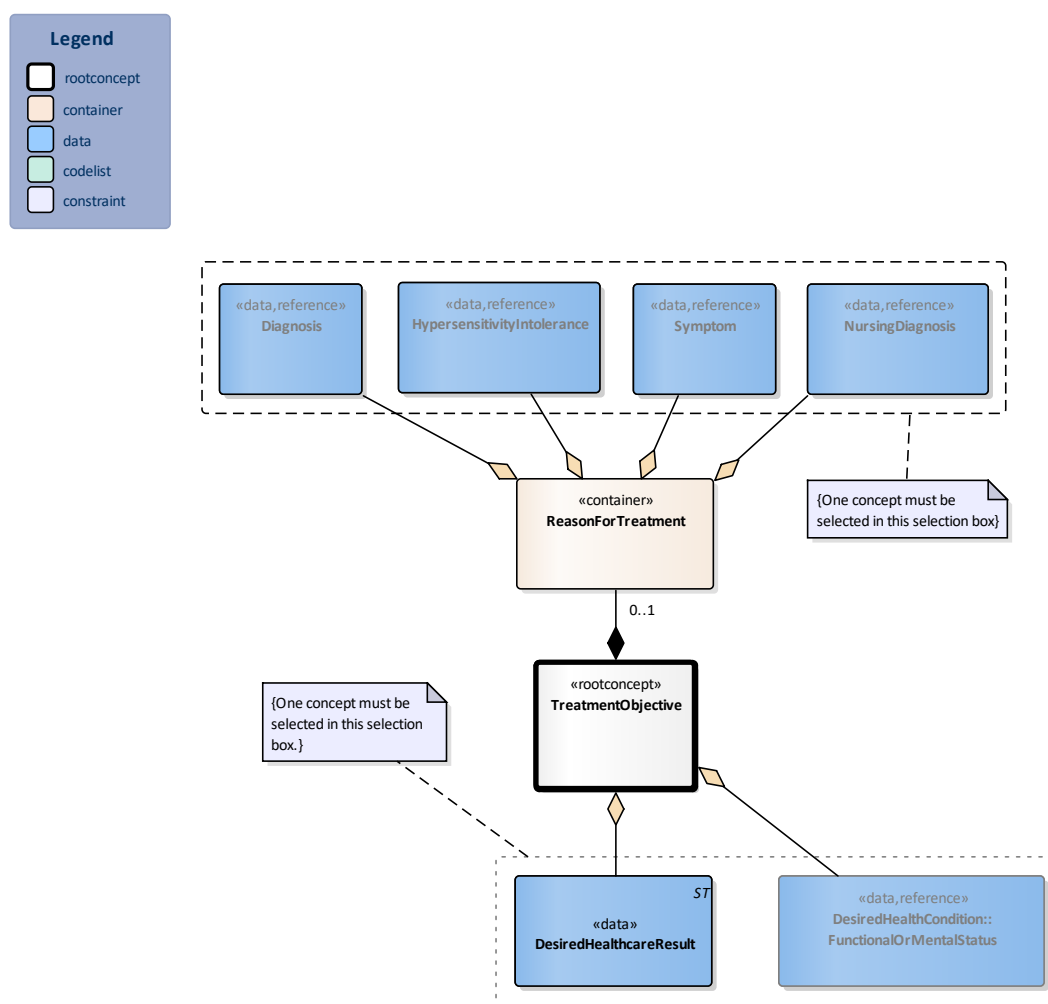 Legend
rootconcept
container
data
codelist
constraint
«data,reference»
Diagnosis
«data,reference»
HypersensitivityIntolerance
«data,reference»
Symptom
«data,reference»
NursingDiagnosis
«container»
ReasonForTreatment
{One concept must be
selected in this selection box}
0..1
«rootconcept»
TreatmentObjective
{One concept must be
selected in this selection
box.}
ST
«data»
DesiredHealthcareResult
«data,reference»
DesiredHealthCondition::
FunctionalOrMentalStatus